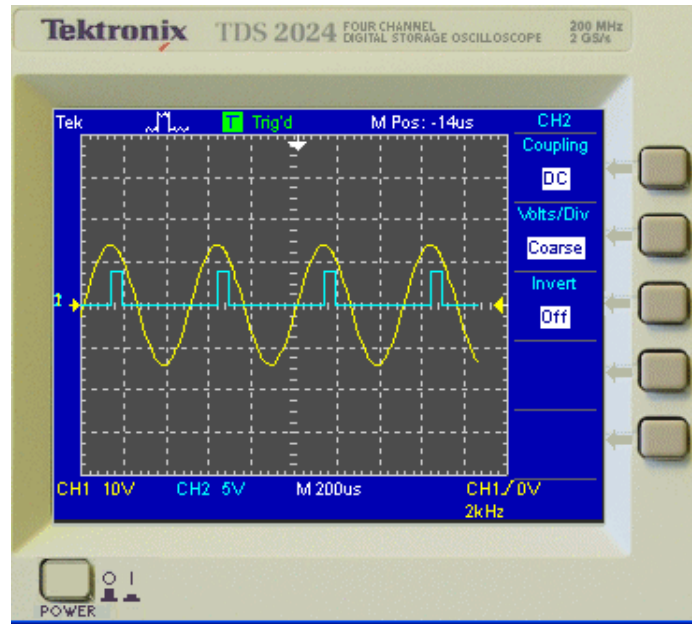 Tektronix TDS 2024 FOUR CHANNEL DIGITAL STORAGE OSCILLOSCOPE 200 MHz 2 GS/s
Tek T Trig'd M Pos: -14us CH2
Coupling
DC
Volts/Div
Coarse
Invert
Off
CH1 10V CH2 5V M 200us CH1 0V
2kHz
O I
POWER